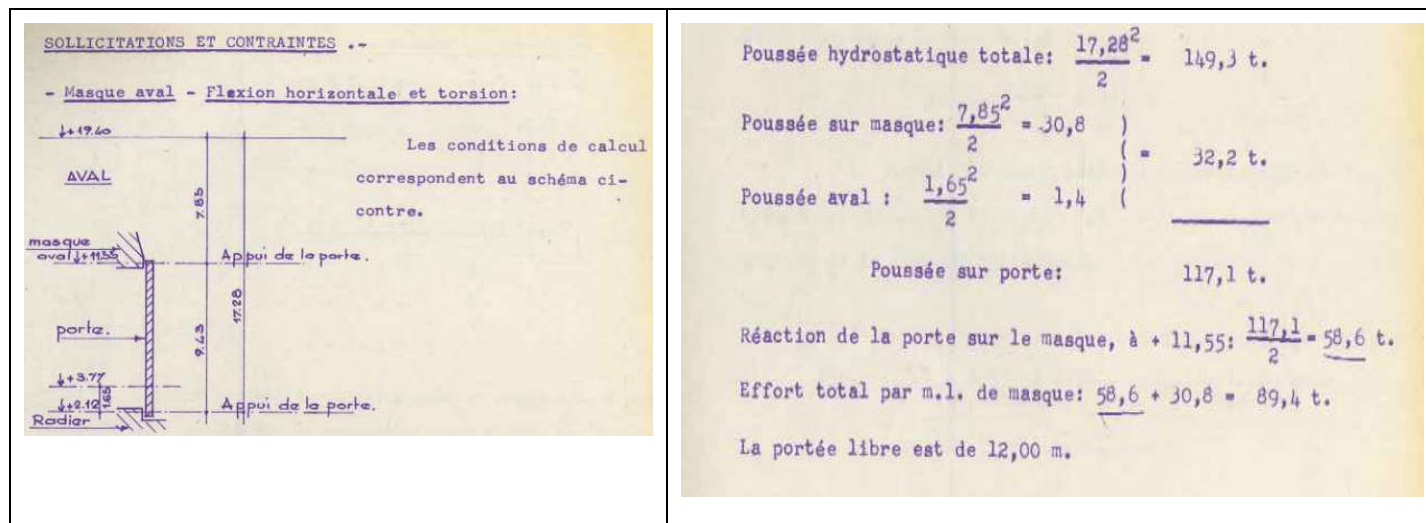 SOLLICITATIONS ET CONTRAINTES .-
- Masque aval - Flexion horizontale et torsion:
+19.40
Les conditions de calcul
AVAL
correspondent au schéma ci-
contre.
7.85
masque
aval +11.55
Appui de la porte.
17.28
porte.
9.43
+3.77
1.65
+2.12
Appui de la porte.
Radier
Poussée hydrostatique totale: 17,28² / 2 = 149,3 t.
Poussée sur masque: 7,85² / 2 = 30,8 ) ( = 32,2 t.
Poussée aval : 1,65² / 2 = 1,4 ) (
Poussée sur porte: 117,1 t.
Réaction de la porte sur le masque, à + 11,55: 117,1 / 2 = 58,6 t.
Effort total par m.l. de masque: 58,6 + 30,8 = 89,4 t.
La portée libre est de 12,00 m.